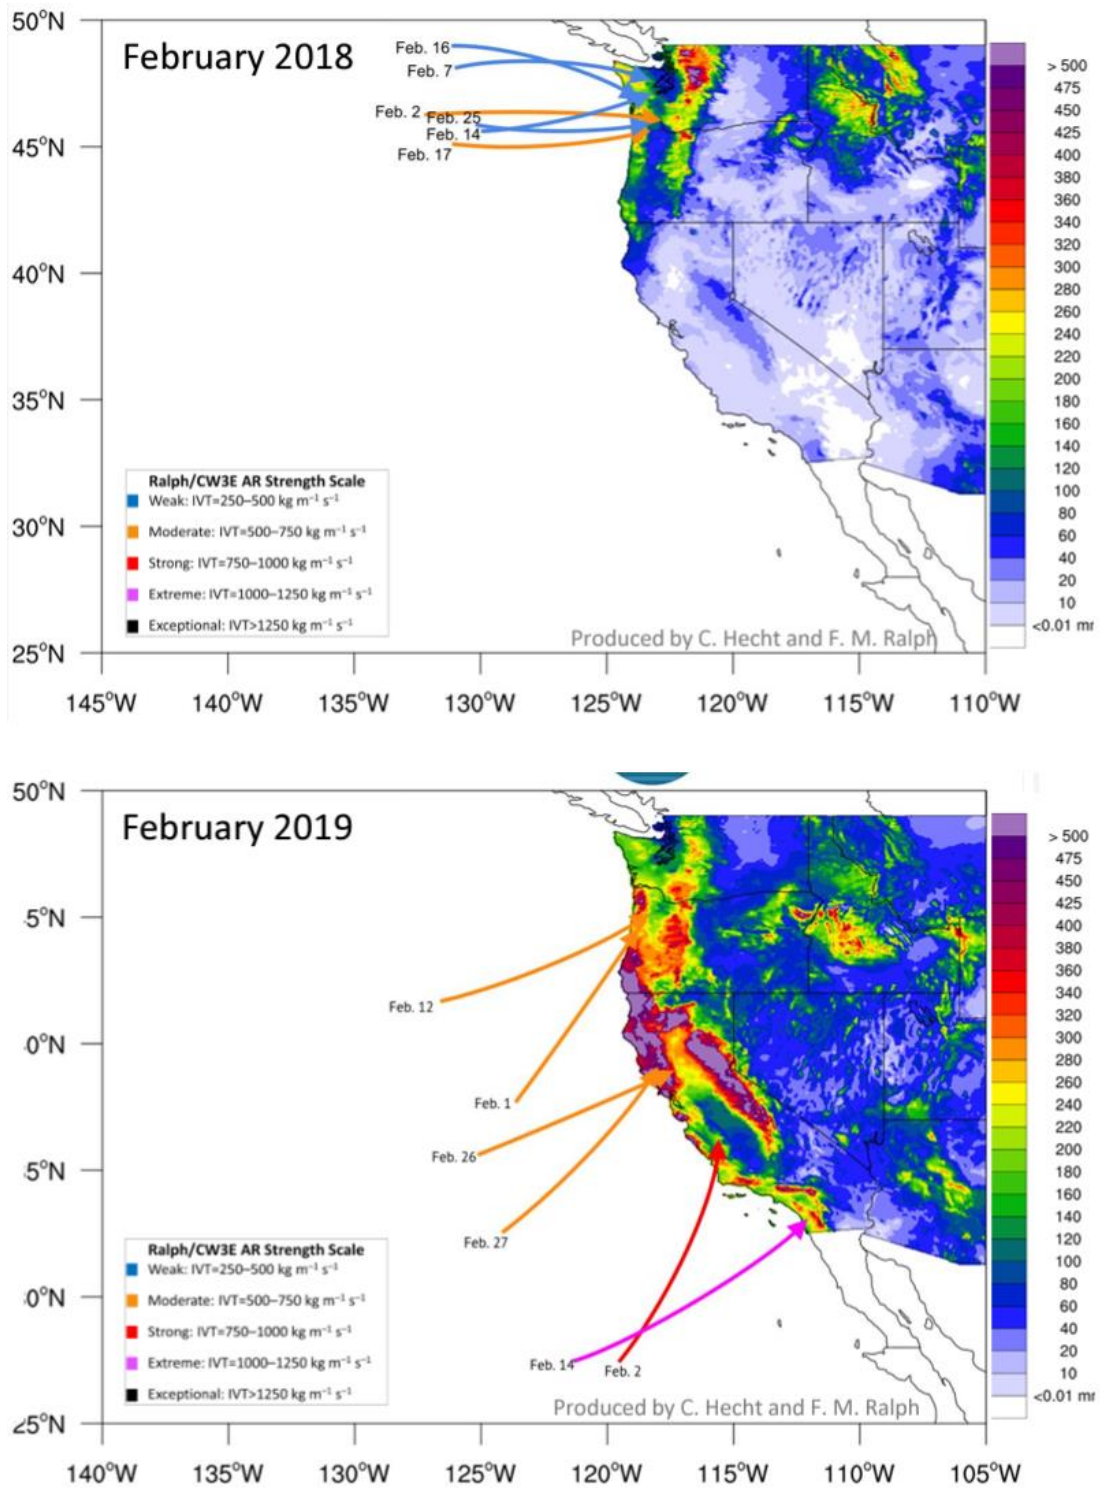 50°N
February 2018
Feb. 16
Feb. 7
Feb. 2
Feb. 25
Feb. 14
Feb. 17
45°N
40°N
35°N
30°N
25°N
Ralph/CW3E AR Strength Scale
Weak: IVT=250–500 kg m⁻¹ s⁻¹
Moderate: IVT=500–750 kg m⁻¹ s⁻¹
Strong: IVT=750–1000 kg m⁻¹ s⁻¹
Extreme: IVT=1000–1250 kg m⁻¹ s⁻¹
Exceptional: IVT>1250 kg m⁻¹ s⁻¹
Produced by C. Hecht and F. M. Ralph
145°W 140°W 135°W 130°W 125°W 120°W 115°W 110°W
> 500
475
450
425
400
380
360
340
320
300
280
260
240
220
200
180
160
140
120
100
80
60
40
20
10
<0.01 mr
50°N
February 2019
Feb. 12
Feb. 1
Feb. 26
Feb. 27
Feb. 14
Feb. 2
5°N
0°N
5°N
0°N
25°N
Ralph/CW3E AR Strength Scale
Weak: IVT=250–500 kg m⁻¹ s⁻¹
Moderate: IVT=500–750 kg m⁻¹ s⁻¹
Strong: IVT=750–1000 kg m⁻¹ s⁻¹
Extreme: IVT=1000–1250 kg m⁻¹ s⁻¹
Exceptional: IVT>1250 kg m⁻¹ s⁻¹
Produced by C. Hecht and F. M. Ralph
140°W 135°W 130°W 125°W 120°W 115°W 110°W 105°W
> 500
475
450
425
400
380
360
340
320
300
280
260
240
220
200
180
160
140
120
100
80
60
40
20
10
<0.01 mr